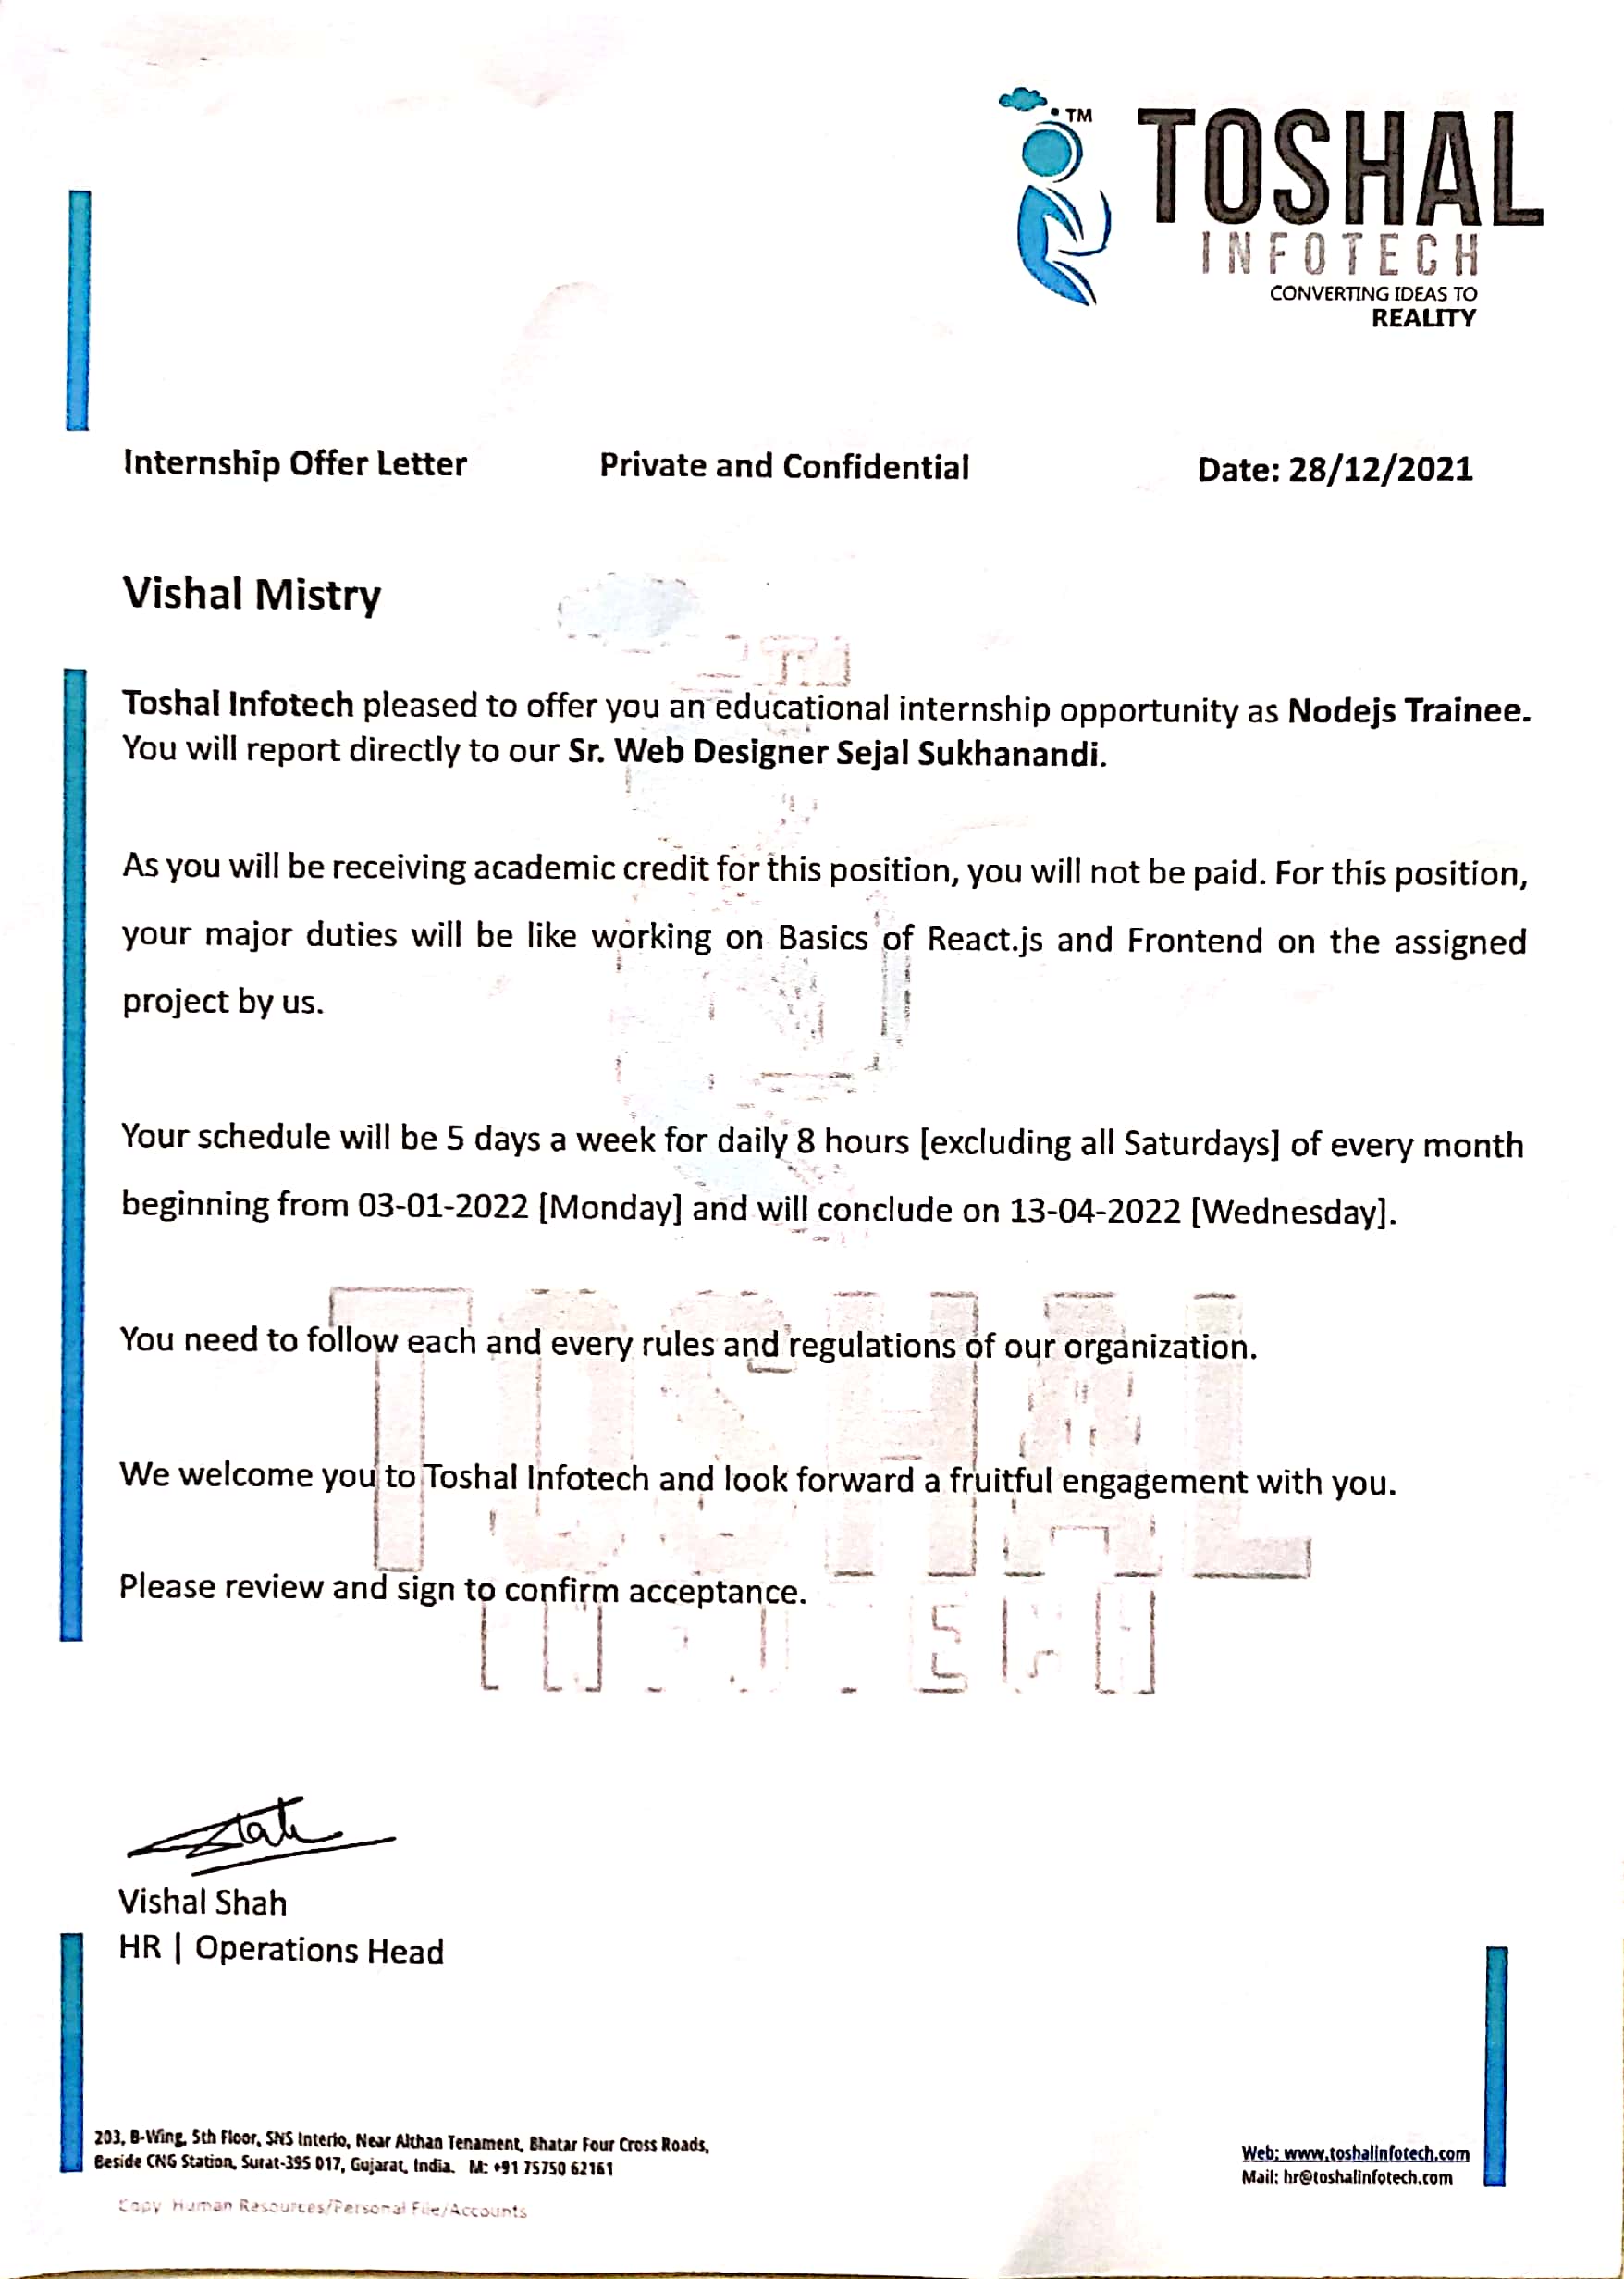 TM
TOSHAL
INFOTECH
CONVERTING IDEAS TO
REALITY
Internship Offer Letter Private and Confidential Date: 28/12/2021
Vishal Mistry
Toshal Infotech pleased to offer you an educational internship opportunity as Nodejs Trainee.
You will report directly to our Sr. Web Designer Sejal Sukhanandi.
As you will be receiving academic credit for this position, you will not be paid. For this position,
your major duties will be like working on Basics of React.js and Frontend on the assigned
project by us.
Your schedule will be 5 days a week for daily 8 hours [excluding all Saturdays] of every month
beginning from 03-01-2022 [Monday] and will conclude on 13-04-2022 [Wednesday].
You need to follow each and every rules and regulations of our organization.
We welcome you to Toshal Infotech and look forward a fruitful engagement with you.
Please review and sign to confirm acceptance.
Vishal Shah
HR | Operations Head
203, B-Wing, 5th Floor, SNS Interio, Near Althan Tenament, Bhatar Four Cross Roads,
Beside CNG Station, Surat-395 017, Gujarat, India. M: +91 75750 62161
Web: www.toshalinfotech.com
Mail: hr@toshalinfotech.com
Copy Human Resources/Personal File/Accounts